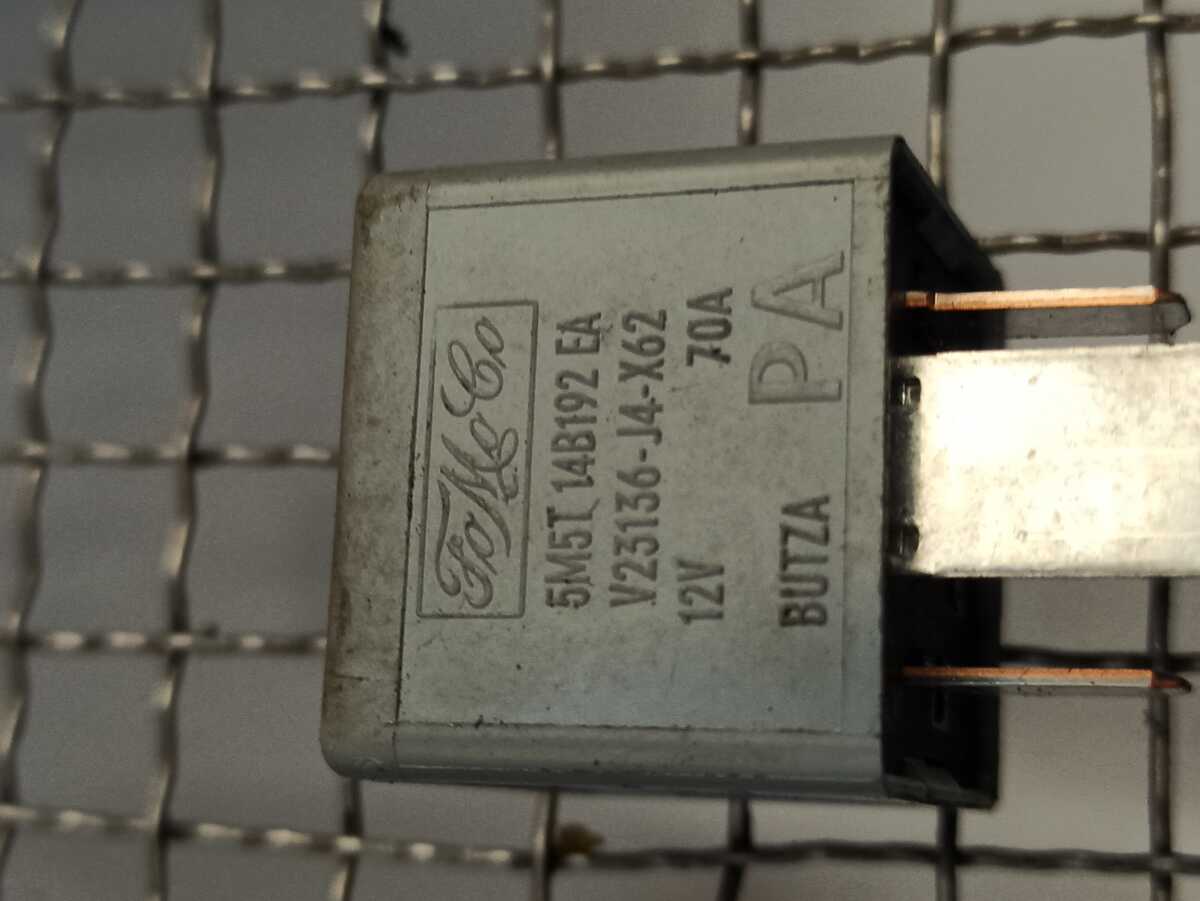 FoMoCo
5M5T 14B192 EA
V23136-J4-X62
12V 70A
BUTZA PA